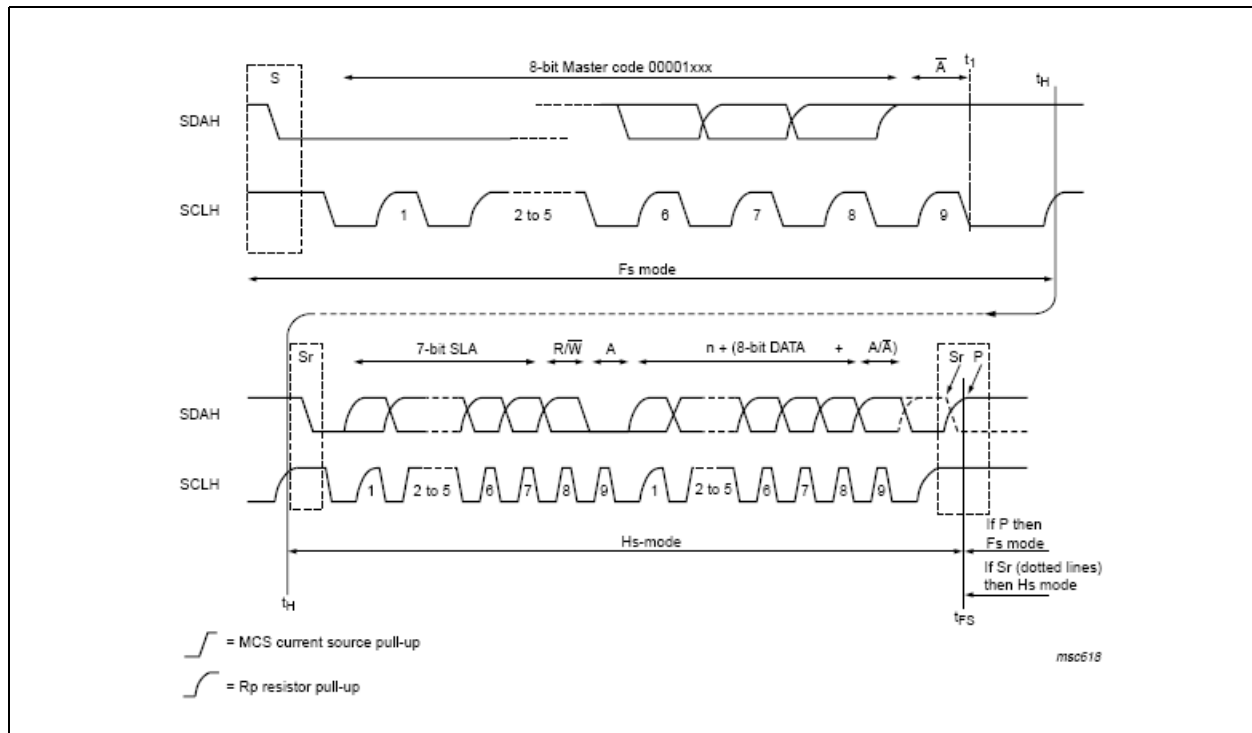 S
8-bit Master code 00001xxx
A̅
t1
tH
SDAH
SCLH
1
2 to 5
6
7
8
9
Fs mode
Sr
7-bit SLA
R/W̅
A
n + (8-bit DATA
+
A/A̅)
Sr P
SDAH
SCLH
1
2 to 5
6
7
8
9
1
2 to 5
6
7
8
9
If P then
Fs mode
Hs-mode
If Sr (dotted lines)
then Hs mode
tH
tFS
= MCS current source pull-up
= Rp resistor pull-up
msc618